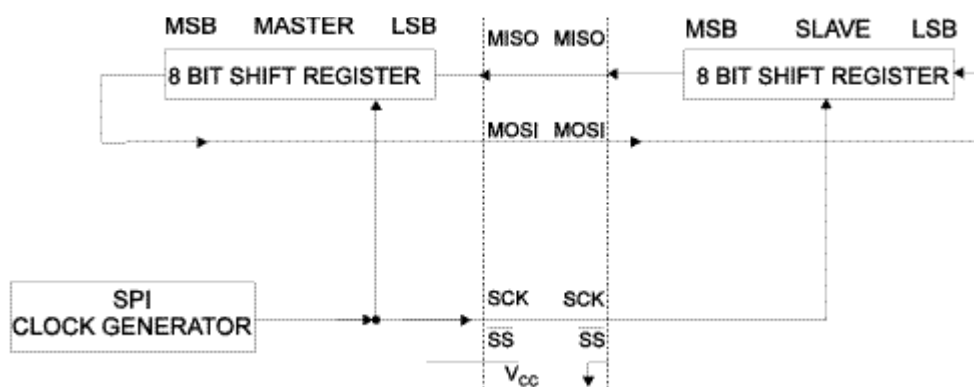 MSB MASTER LSB
8 BIT SHIFT REGISTER
MISO MISO
MSB SLAVE LSB
8 BIT SHIFT REGISTER
MOSI MOSI
SPI
CLOCK GENERATOR
SCK SCK
SS SS
VCC